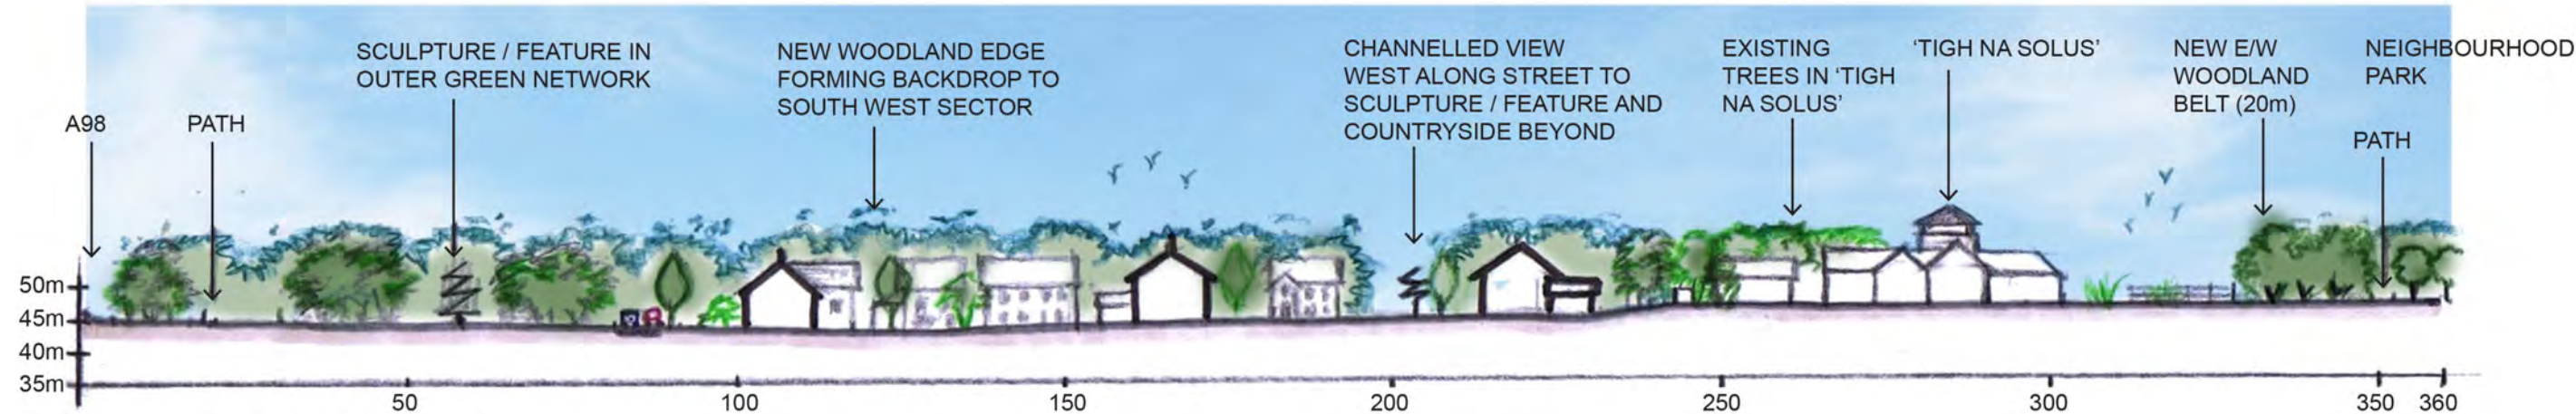 A98
PATH
SCULPTURE / FEATURE IN
OUTER GREEN NETWORK
NEW WOODLAND EDGE
FORMING BACKDROP TO
SOUTH WEST SECTOR
CHANNELLED VIEW
WEST ALONG STREET TO
SCULPTURE / FEATURE AND
COUNTRYSIDE BEYOND
EXISTING
TREES IN ‘TIGH
NA SOLUS’
‘TIGH NA SOLUS’
NEW E/W
WOODLAND
BELT (20m)
NEIGHBOURHOOD
PARK
PATH
50m
45m
40m
35m
50
100
150
200
250
300
350
360